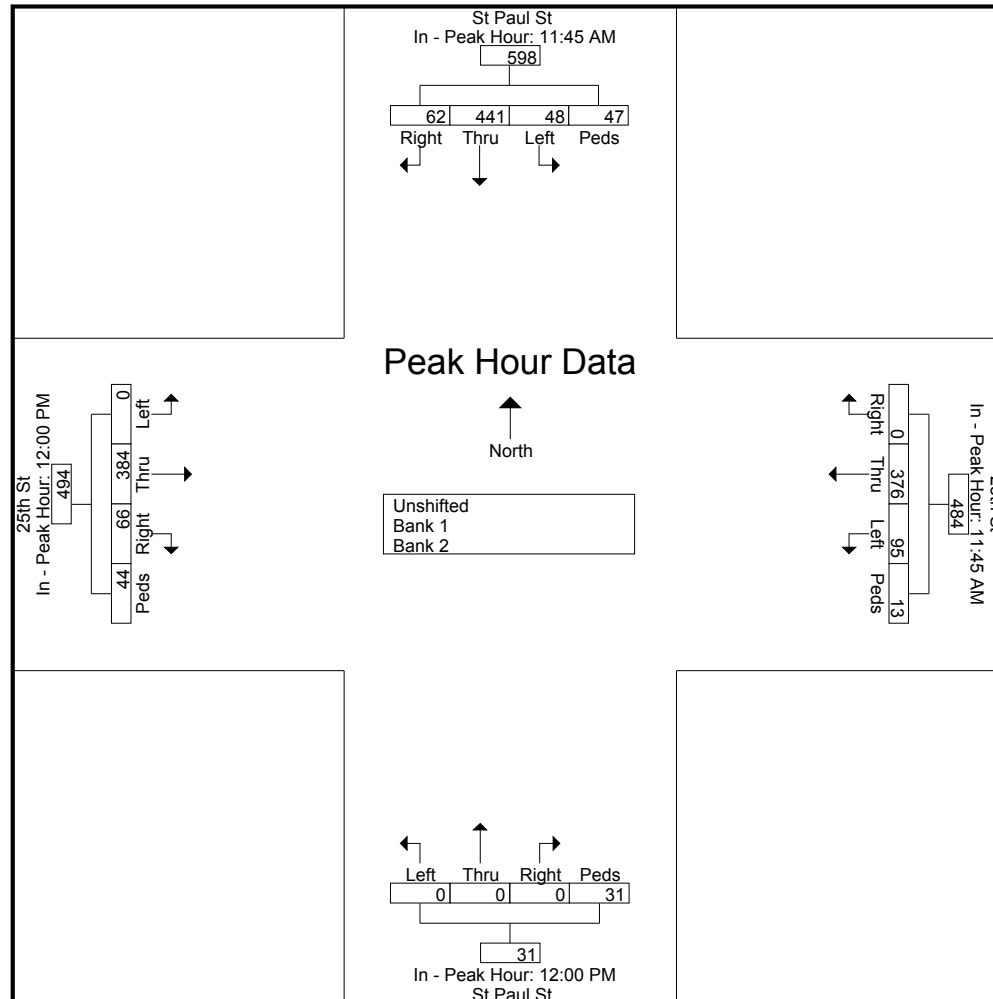 St Paul St
In - Peak Hour: 11:45 AM
598
62 441 48 47
Right Thru Left Peds
Peak Hour Data
North
Unshifted
Bank 1
Bank 2
25th St
In - Peak Hour: 12:00 PM
494
0 384 66 44
Left Thru Right Peds
In - Peak Hour: 11:45 AM
484
0 376 95 13
Right Thru Left Peds
Left Thru Right Peds
0 0 0 31
31
In - Peak Hour: 12:00 PM
St Paul St